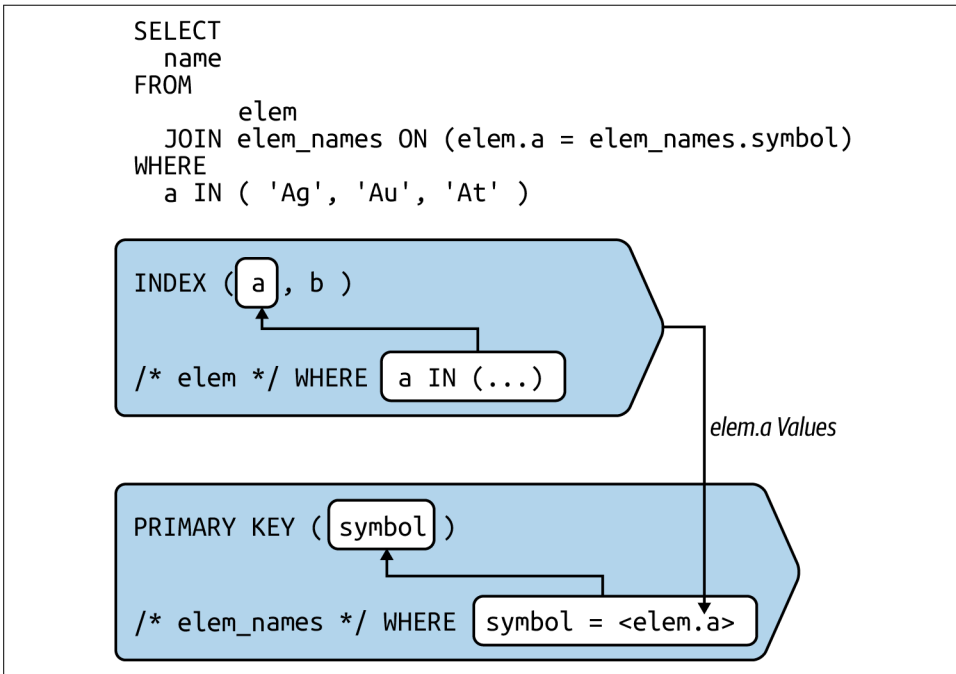 SELECT
name
FROM
elem
JOIN elem_names ON (elem.a = elem_names.symbol)
WHERE
a IN ( 'Ag', 'Au', 'At' )
INDEX ( a , b )
/* elem */ WHERE a IN (...)
elem.a Values
PRIMARY KEY ( symbol )
/* elem_names */ WHERE symbol = <elem.a>